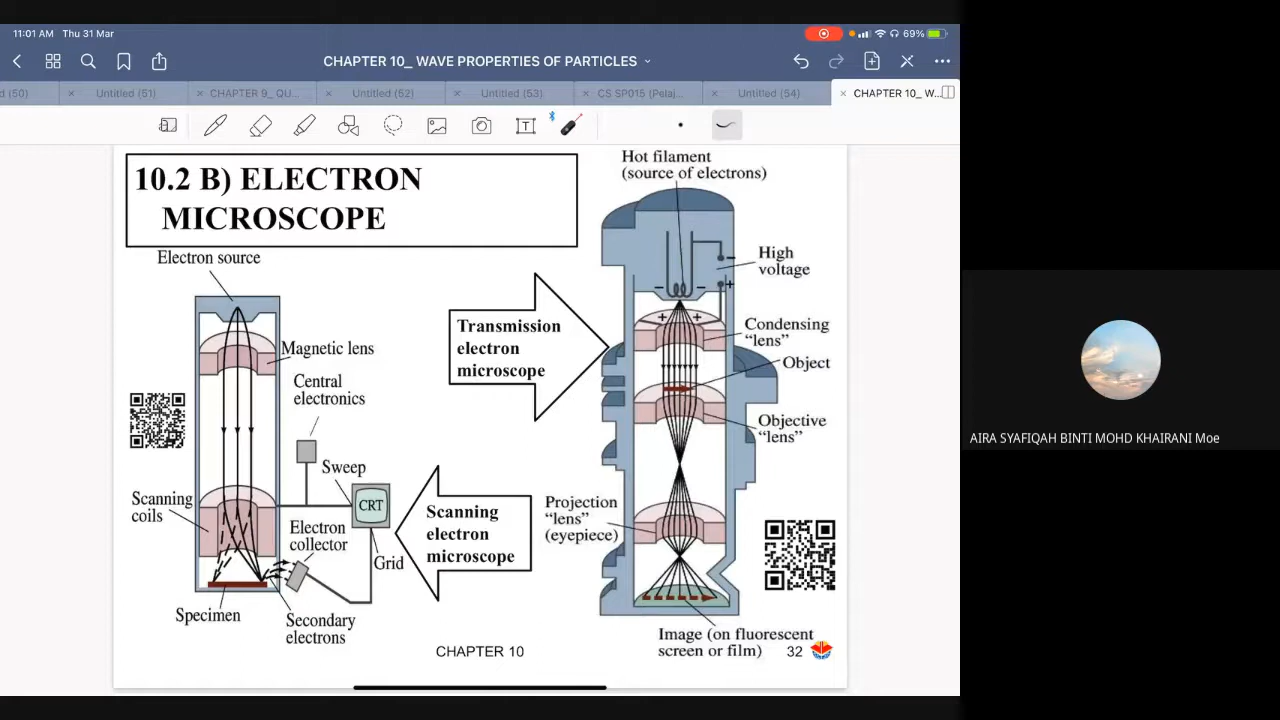 11:01 AM Thu 31 Mar
69%
CHAPTER 10_ WAVE PROPERTIES OF PARTICLES
d (50)
Untitled (51)
CHAPTER 9_ QU...
Untitled (52)
Untitled (53)
CS SP015 (Pelaj...
Untitled (54)
CHAPTER 10_ W...
10.2 B) ELECTRON
MICROSCOPE
Electron source
Magnetic lens
Central
electronics
Sweep
CRT
Scanning
coils
Electron
collector
Grid
Specimen
Secondary
electrons
Transmission
electron
microscope
Scanning
electron
microscope
Hot filament
(source of electrons)
High
voltage
−
+
−
−
+
+
Condensing
“lens”
Object
Objective
“lens”
Projection
“lens”
(eyepiece)
Image (on fluorescent
screen or film)
CHAPTER 10
32
AIRA SYAFIQAH BINTI MOHD KHAIRANI Moe